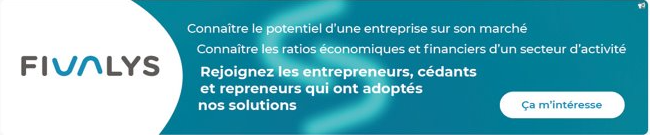 Connaître le potentiel d’une entreprise sur son marché
Connaître les ratios économiques et financiers d’un secteur d’activité
FIVALYS
Rejoignez les entrepreneurs, cédants
et repreneurs qui ont adoptés
nos solutions
Ça m’intéresse